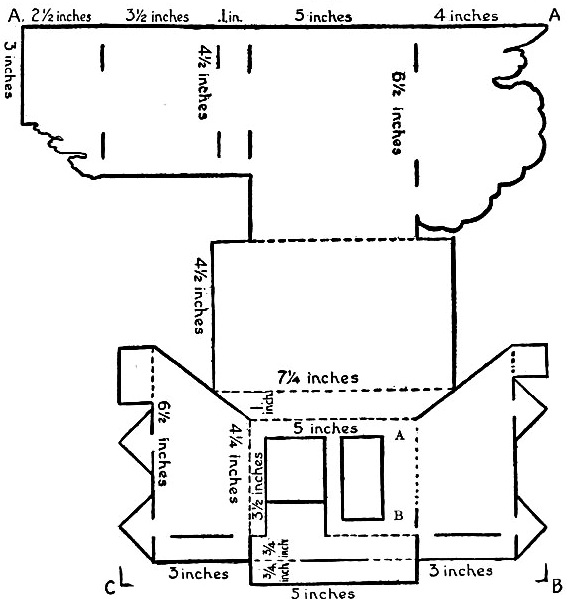 A. 2½ inches 3½ inches .1 in. 5 inches 4 inches A
3 inches
4½ inches
6½ inches
4½ inches
7¼ inches
1 inch
5 inches
6½ inches
4¼ inches
3½ inches
A
B
¾ inch
¾ inch
3 inches
3 inches
5 inches
C
B